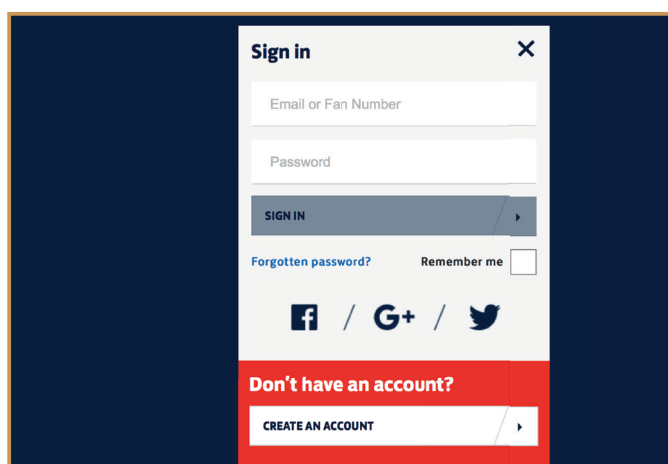 Sign in
Email or Fan Number
Password
SIGN IN
Forgotten password? Remember me
G+
Don't have an account?
CREATE AN ACCOUNT